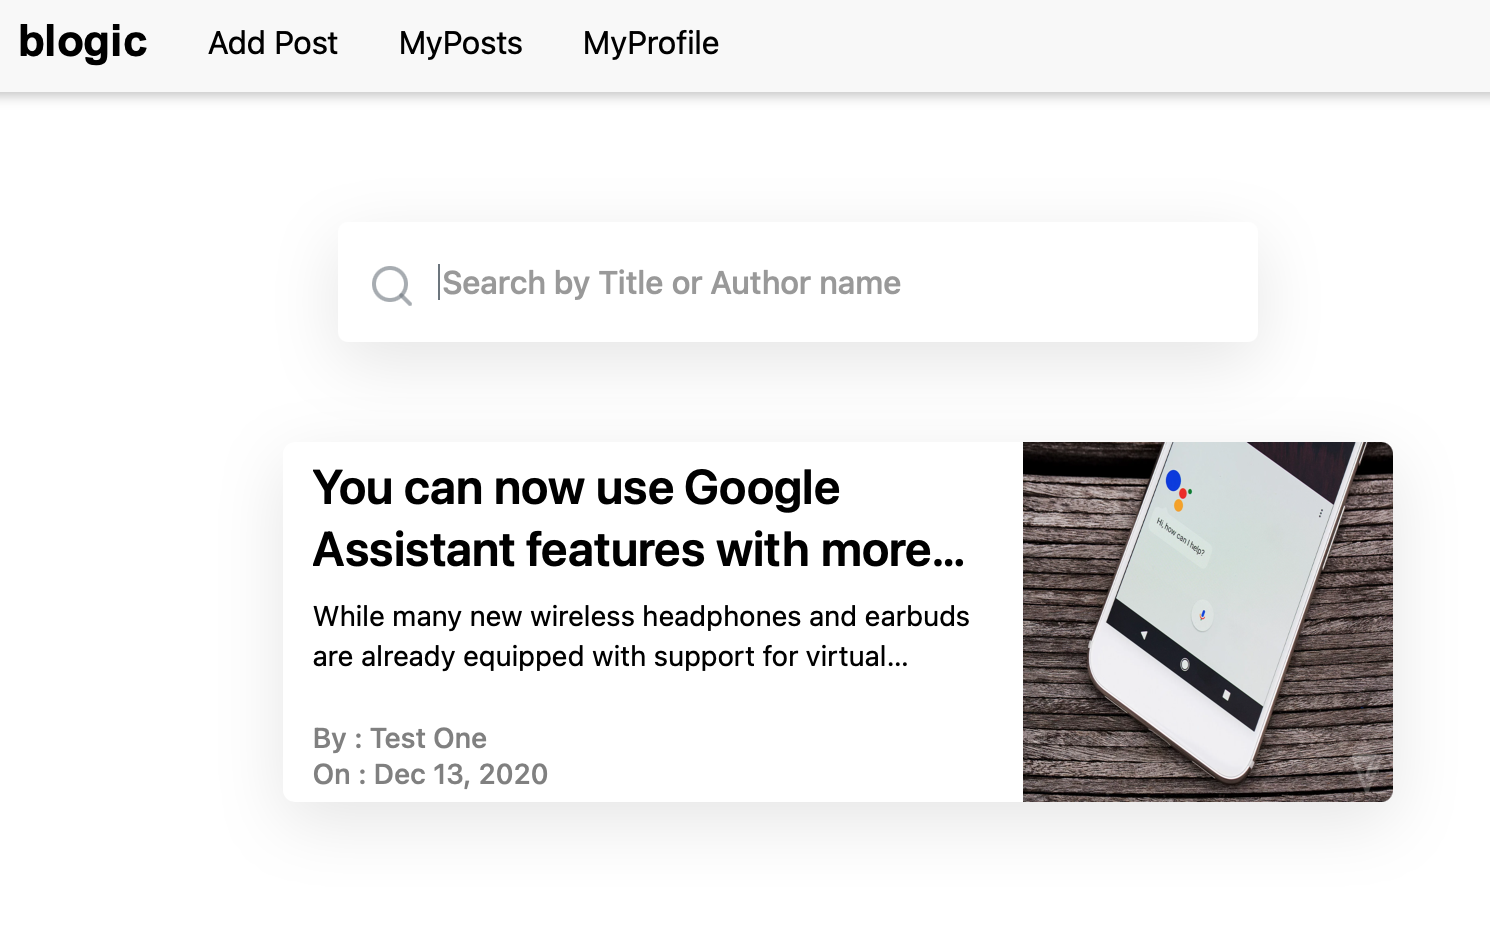 blogic
Add Post
MyPosts
MyProfile
Search by Title or Author name
You can now use Google
Assistant features with more...
While many new wireless headphones and earbuds
are already equipped with support for virtual...
By : Test One
On : Dec 13, 2020
Hi, how can I help?